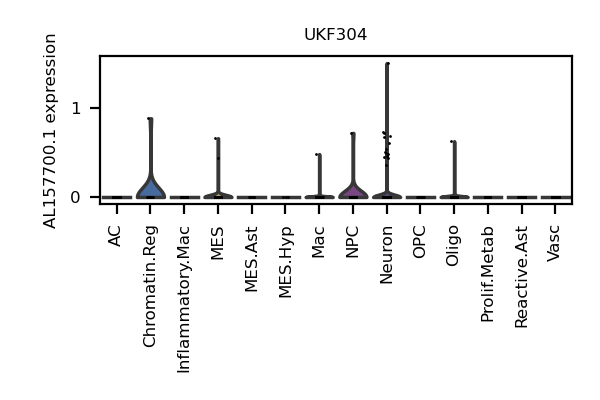 UKF304
AL157700.1 expression
1
0
AC
Chromatin.Reg
Inflammatory.Mac
MES
MES.Ast
MES.Hyp
Mac
NPC
Neuron
OPC
Oligo
Prolif.Metab
Reactive.Ast
Vasc